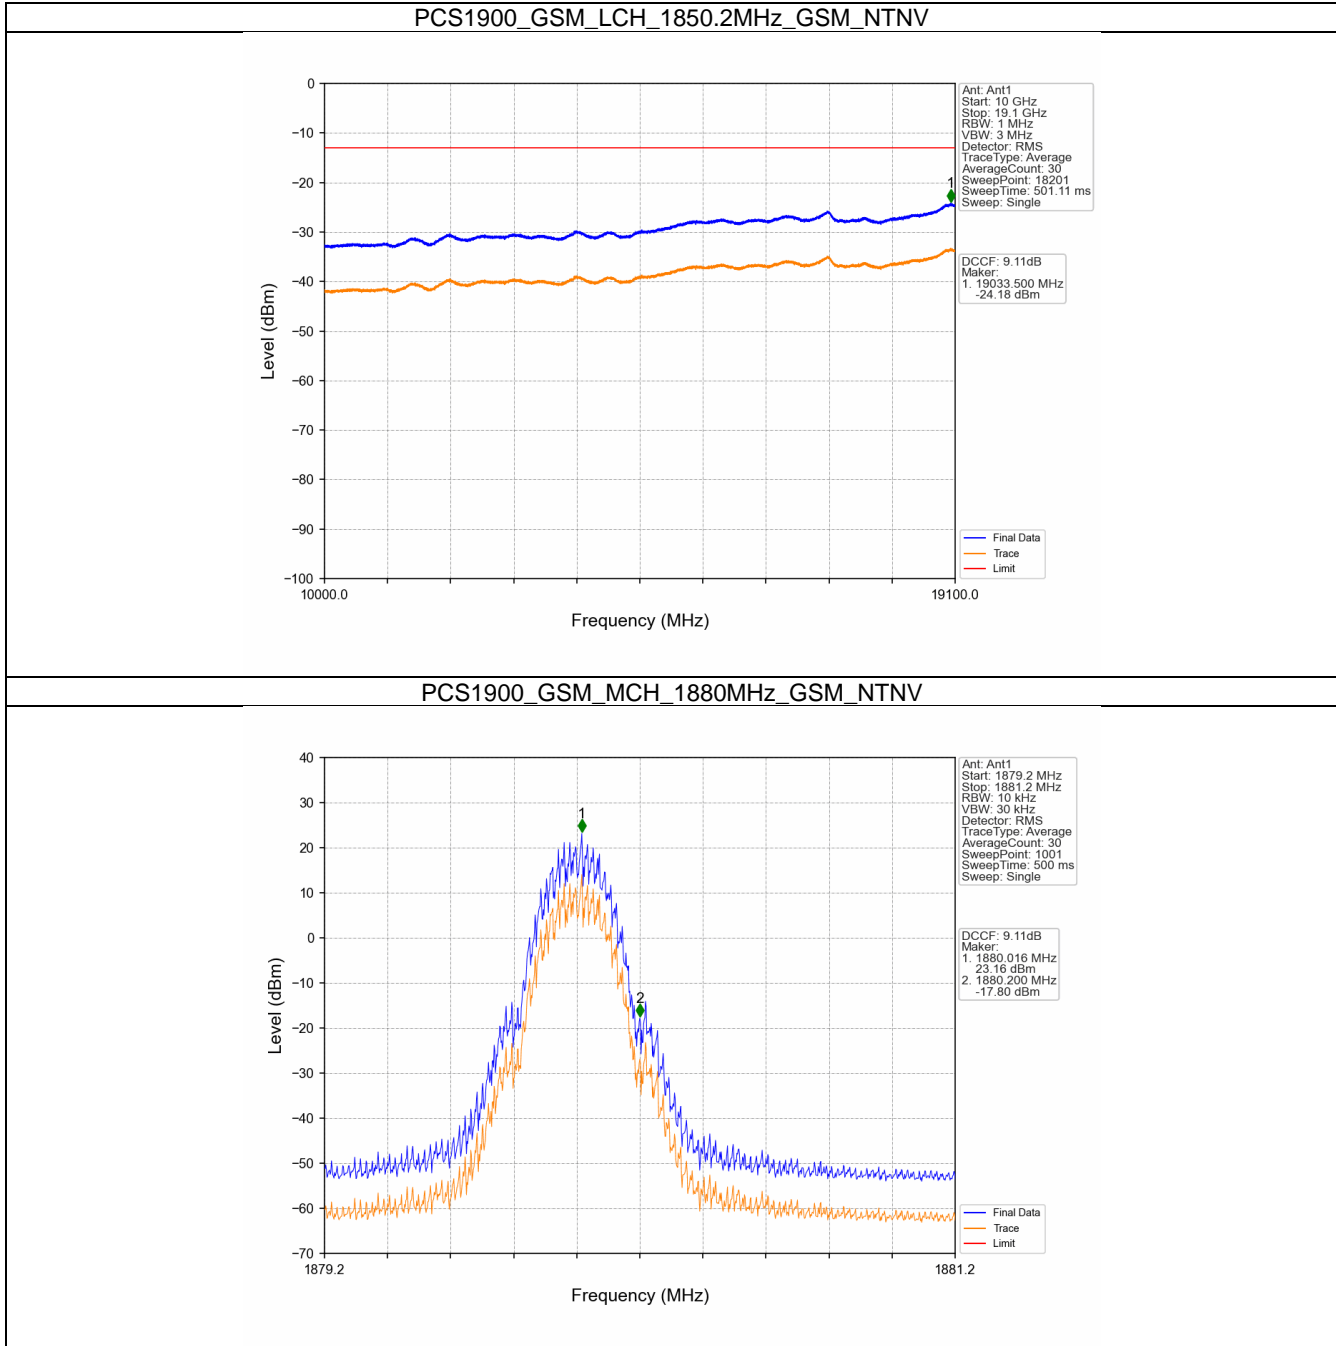 PCS1900_GSM_LCH_1850.2MHz_GSM_NTNV
0
−10
−20
−30
−40
−50
−60
−70
−80
−90
−100
Level (dBm)
10000.0
19100.0
Frequency (MHz)
1
Ant: Ant1
Start: 10 GHz
Stop: 19.1 GHz
RBW: 1 MHz
VBW: 3 MHz
Detector: RMS
TraceType: Average
AverageCount: 30
SweepPoint: 18201
SweepTime: 501.11 ms
Sweep: Single
DCCF: 9.11dB
Maker:
1. 19033.500 MHz
-24.18 dBm
Final Data
Trace
Limit
PCS1900_GSM_MCH_1880MHz_GSM_NTNV
40
30
20
10
0
−10
−20
−30
−40
−50
−60
−70
Level (dBm)
1879.2
1881.2
Frequency (MHz)
1
2
Ant: Ant1
Start: 1879.2 MHz
Stop: 1881.2 MHz
RBW: 10 kHz
VBW: 30 kHz
Detector: RMS
TraceType: Average
AverageCount: 30
SweepPoint: 1001
SweepTime: 500 ms
Sweep: Single
DCCF: 9.11dB
Maker:
1. 1880.016 MHz
23.16 dBm
2. 1880.200 MHz
-17.80 dBm
Final Data
Trace
Limit